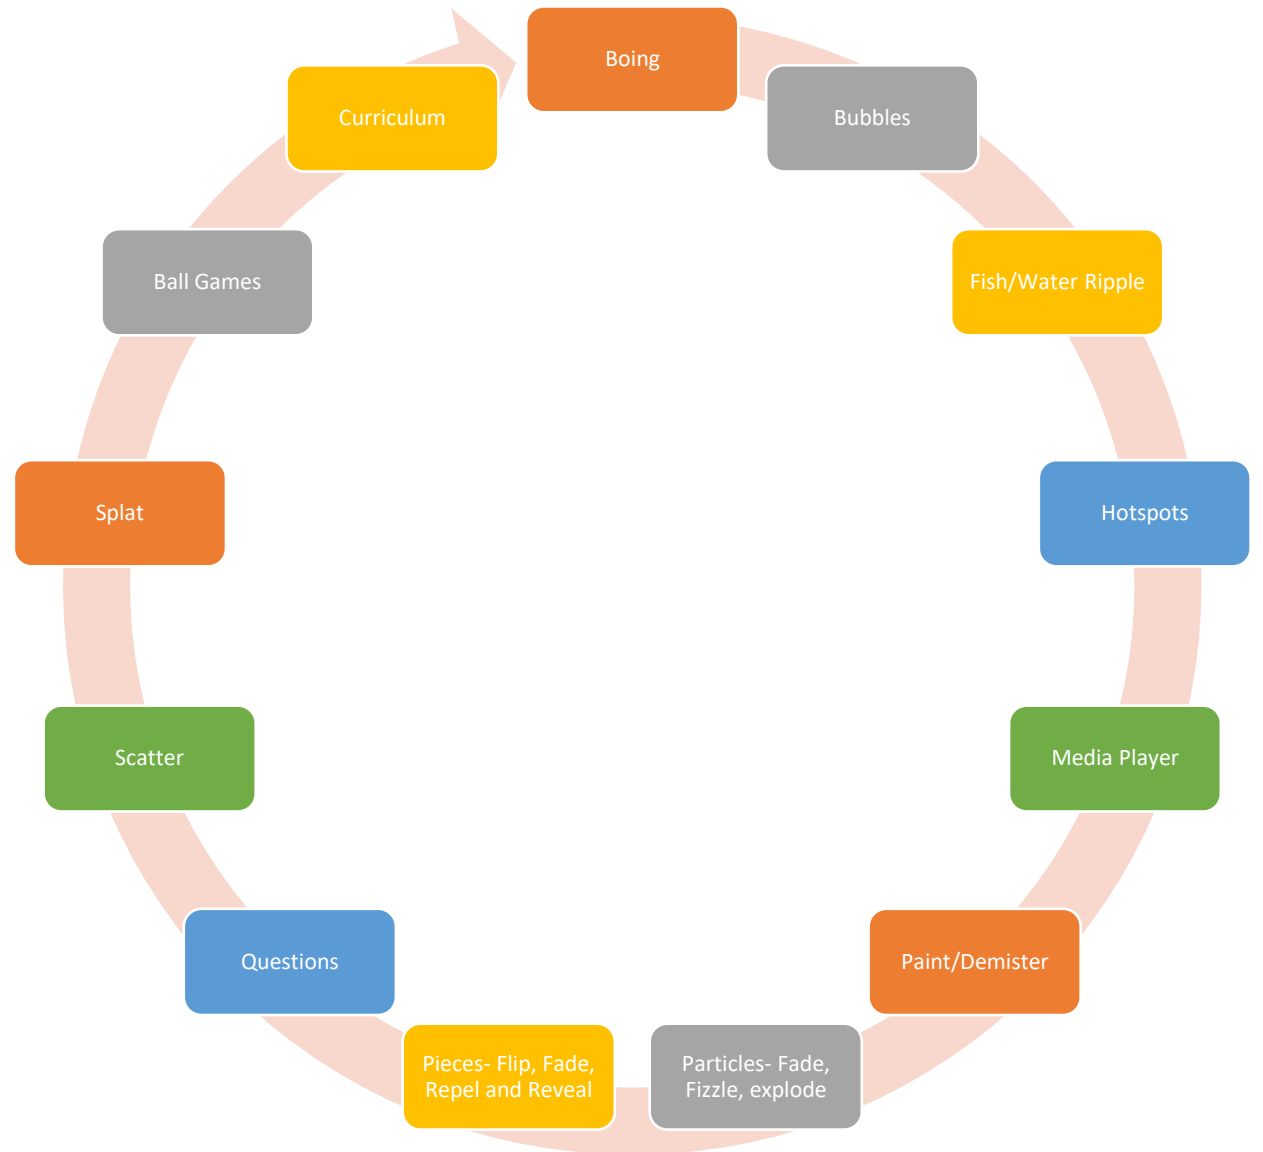 Boing
Bubbles
Fish/Water Ripple
Hotspots
Media Player
Paint/Demister
Particles- Fade,
Fizzle, explode
Pieces- Flip, Fade,
Repel and Reveal
Questions
Scatter
Splat
Ball Games
Curriculum